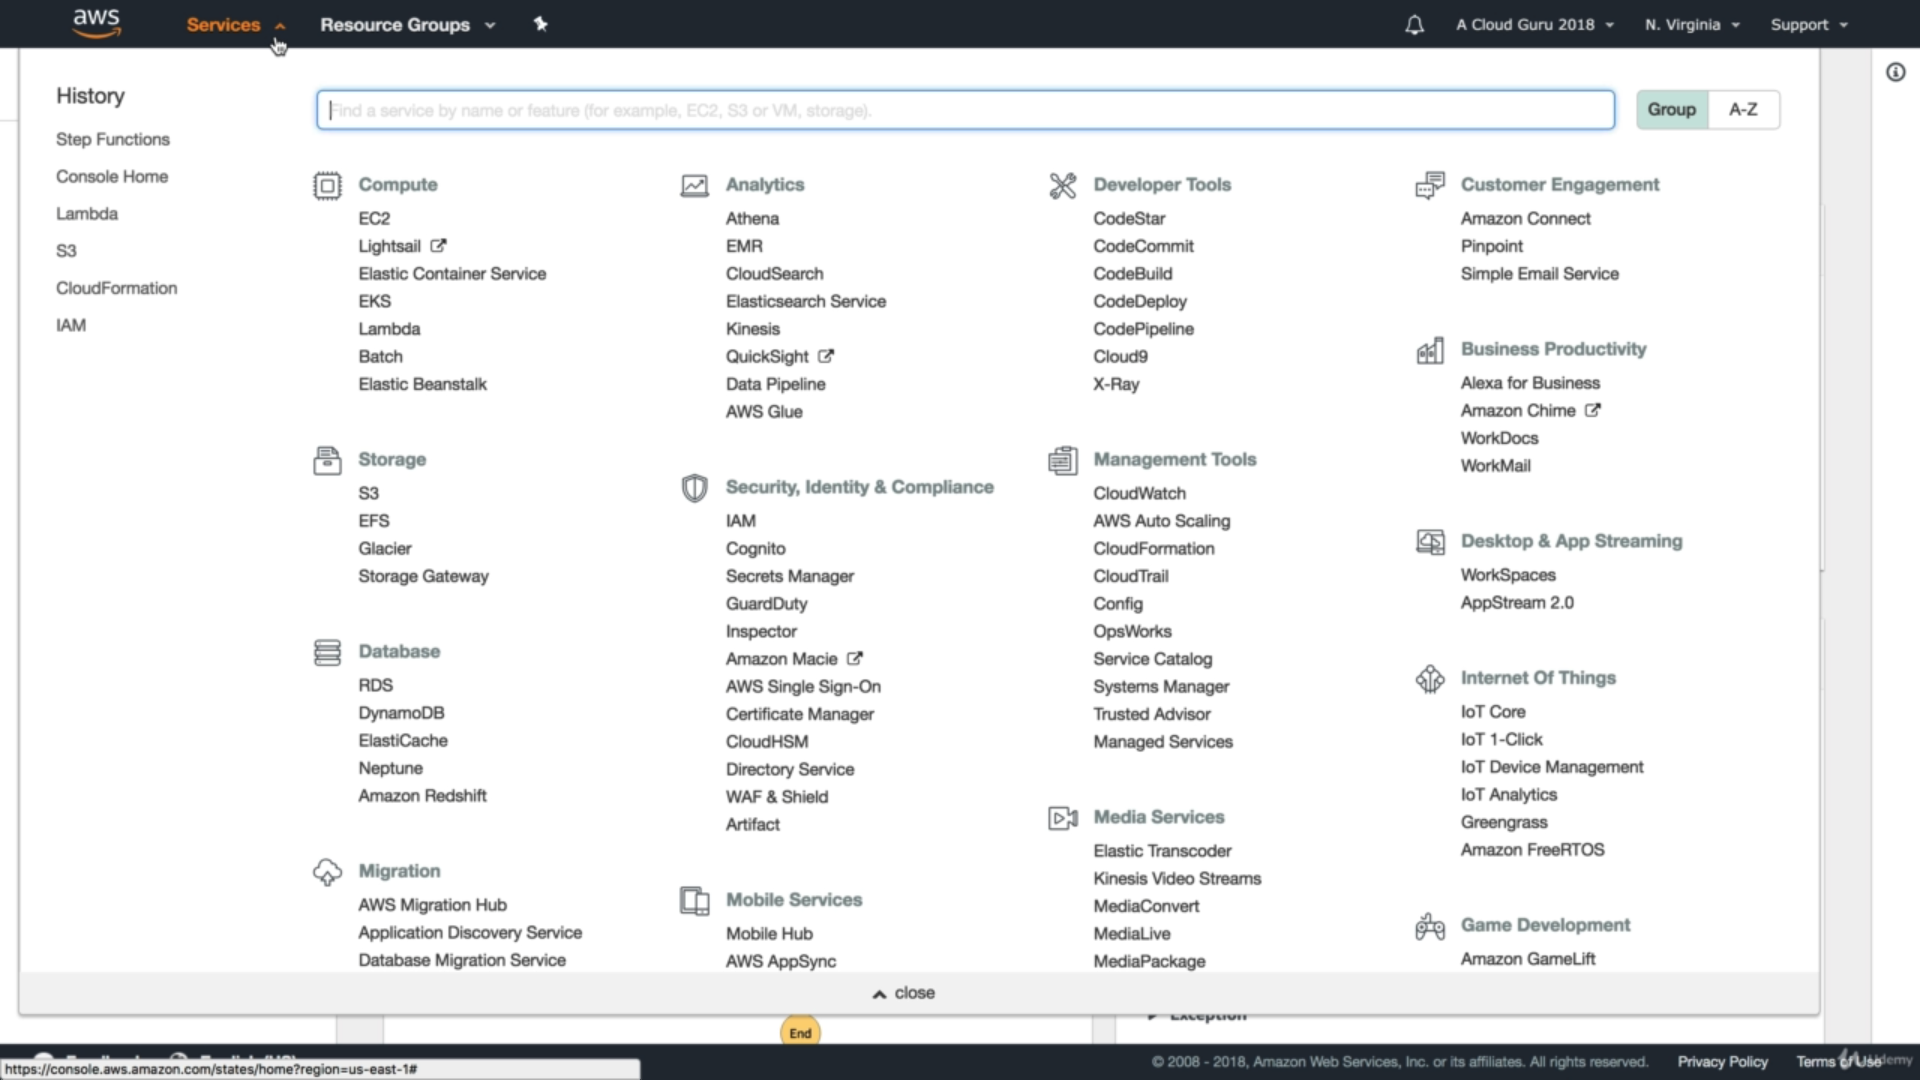 aws
Services
Resource Groups
A Cloud Guru 2018
N. Virginia
Support
History
Step Functions
Console Home
Lambda
S3
CloudFormation
IAM
Find a service by name or feature (for example, EC2, S3 or VM, storage).
Group
A-Z
Compute
EC2
Lightsail
Elastic Container Service
EKS
Lambda
Batch
Elastic Beanstalk
Storage
S3
EFS
Glacier
Storage Gateway
Database
RDS
DynamoDB
ElastiCache
Neptune
Amazon Redshift
Migration
AWS Migration Hub
Application Discovery Service
Database Migration Service
Analytics
Athena
EMR
CloudSearch
Elasticsearch Service
Kinesis
QuickSight
Data Pipeline
AWS Glue
Security, Identity & Compliance
IAM
Cognito
Secrets Manager
GuardDuty
Inspector
Amazon Macie
AWS Single Sign-On
Certificate Manager
CloudHSM
Directory Service
WAF & Shield
Artifact
Mobile Services
Mobile Hub
AWS AppSync
Developer Tools
CodeStar
CodeCommit
CodeBuild
CodeDeploy
CodePipeline
Cloud9
X-Ray
Management Tools
CloudWatch
AWS Auto Scaling
CloudFormation
CloudTrail
Config
OpsWorks
Service Catalog
Systems Manager
Trusted Advisor
Managed Services
Media Services
Elastic Transcoder
Kinesis Video Streams
MediaConvert
MediaLive
MediaPackage
Customer Engagement
Amazon Connect
Pinpoint
Simple Email Service
Business Productivity
Alexa for Business
Amazon Chime
WorkDocs
WorkMail
Desktop & App Streaming
WorkSpaces
AppStream 2.0
Internet Of Things
IoT Core
IoT 1-Click
IoT Device Management
IoT Analytics
Greengrass
Amazon FreeRTOS
Game Development
Amazon GameLift
close
End
Exception
https://console.aws.amazon.com/states/home?region=us-east-1#
© 2008 - 2018, Amazon Web Services, Inc. or its affiliates. All rights reserved.
Privacy Policy
Terms of Use